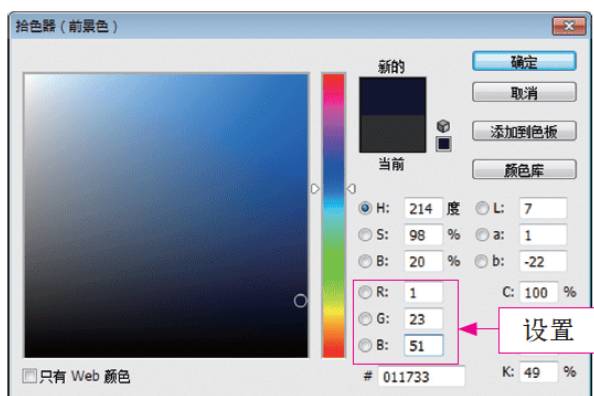 拾色器（前景色）
新的
当前
确定
取消
添加到色板
颜色库
H: 214 度
S: 98 %
B: 20 %
L: 7
a: 1
b: -22
R: 1
G: 23
B: 51
C: 100 %
设置
# 011733
K: 49 %
只有 Web 颜色